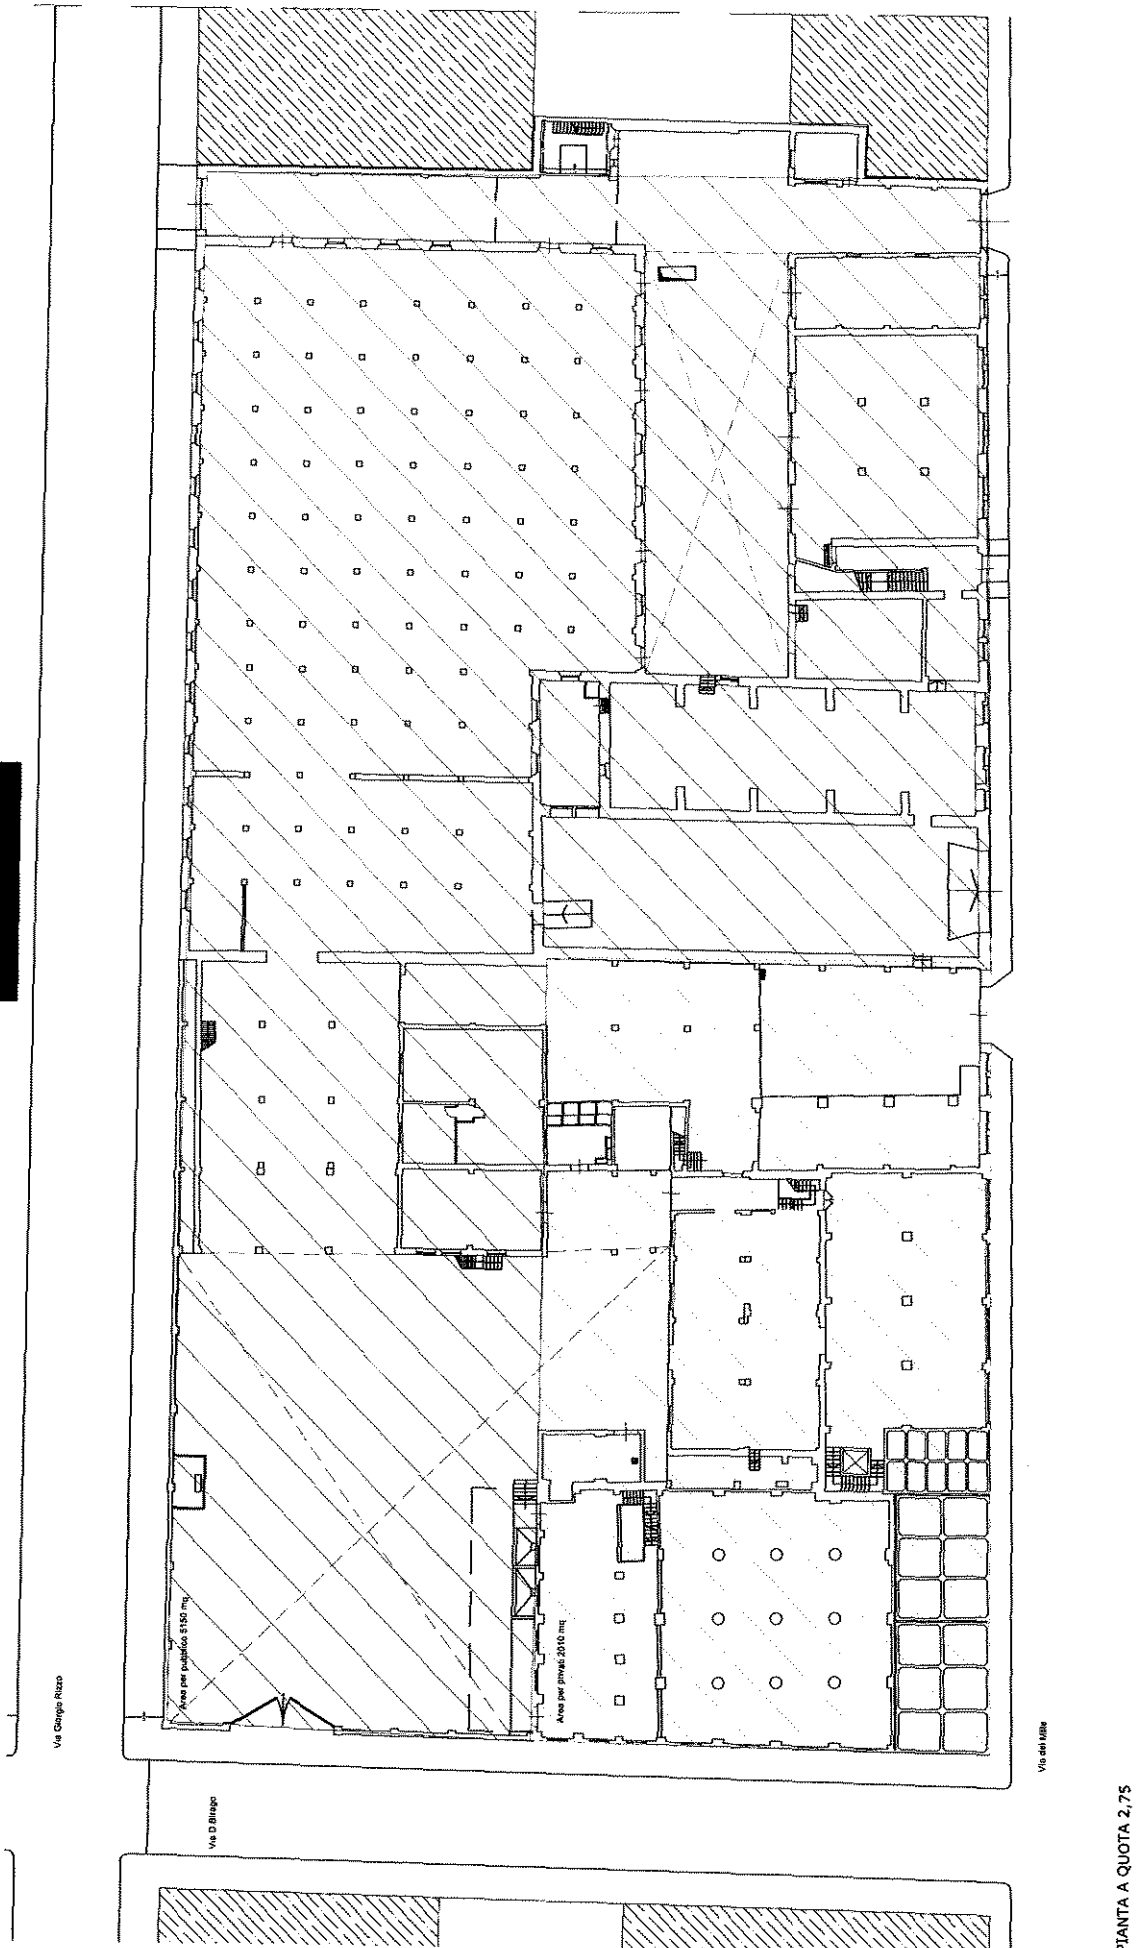 Via Giorgio Rizzo
Area per pubblico 5150 mq
Via D.Birago
Area per privati 2010 mq
Via dei Mille
PIANTA A QUOTA 2,75